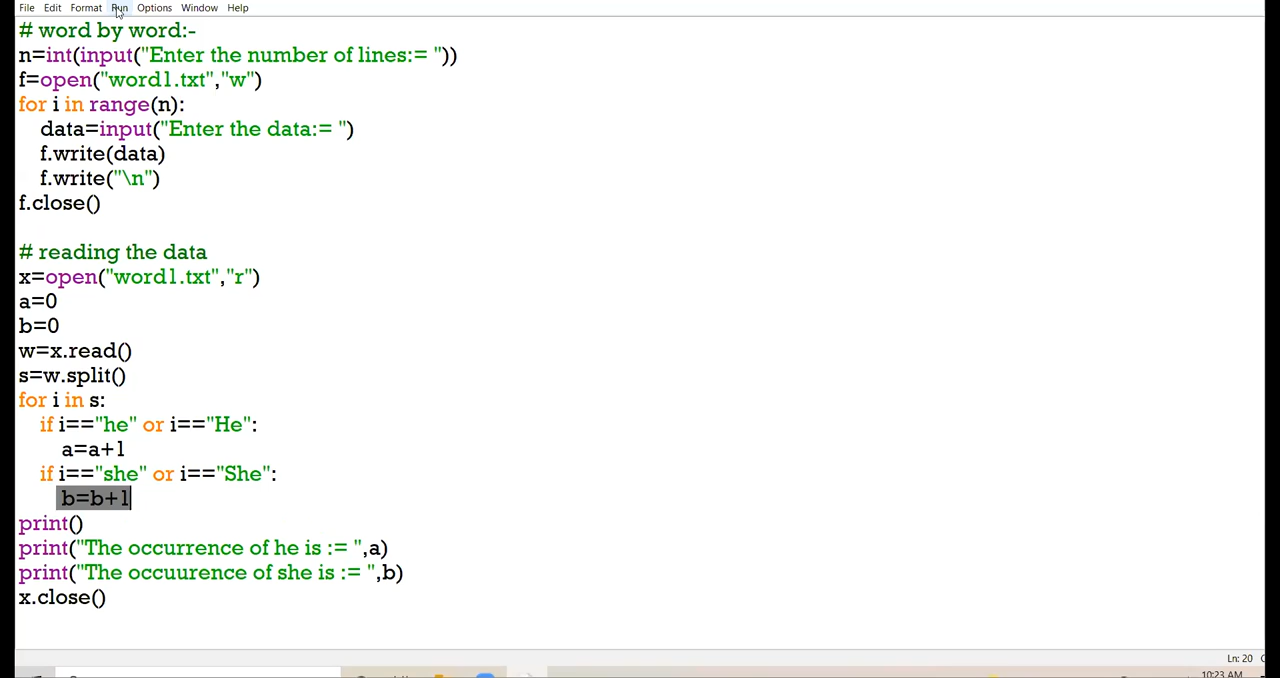 File Edit Format Run Options Window Help
# word by word:-
n=int(input("Enter the number of lines:= "))
f=open("word1.txt","w")
for i in range(n):
    data=input("Enter the data:= ")
    f.write(data)
    f.write("\n")
f.close()
# reading the data
x=open("word1.txt","r")
a=0
b=0
w=x.read()
s=w.split()
for i in s:
    if i=="he" or i=="He":
        a=a+1
    if i=="she" or i=="She":
        b=b+1
print()
print("The occurrence of he is := ",a)
print("The occuurence of she is := ",b)
x.close()
Ln: 20
10:23 AM